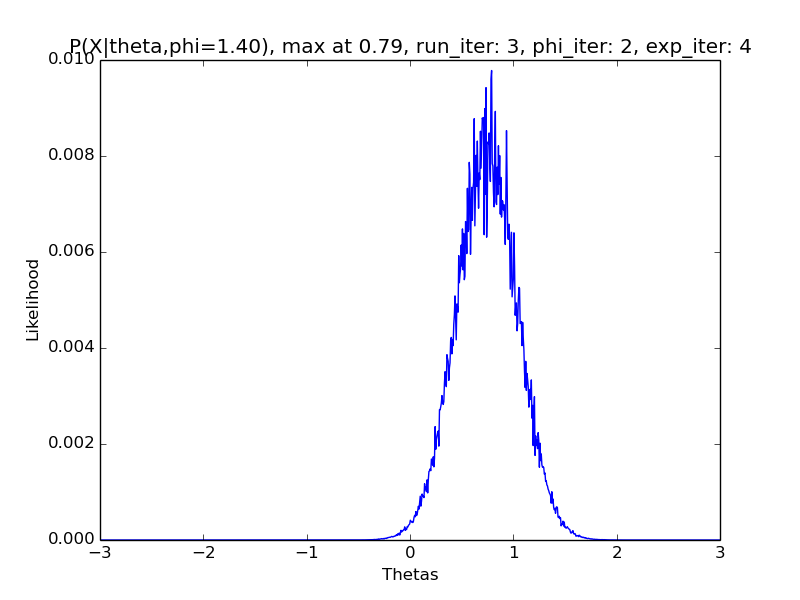 P(X|theta,phi=1.40), max at 0.79, run_iter: 3, phi_iter: 2, exp_iter: 4
0.010
0.008
0.006
0.004
0.002
0.000
Likelihood
−3 −2 −1 0 1 2 3
Thetas